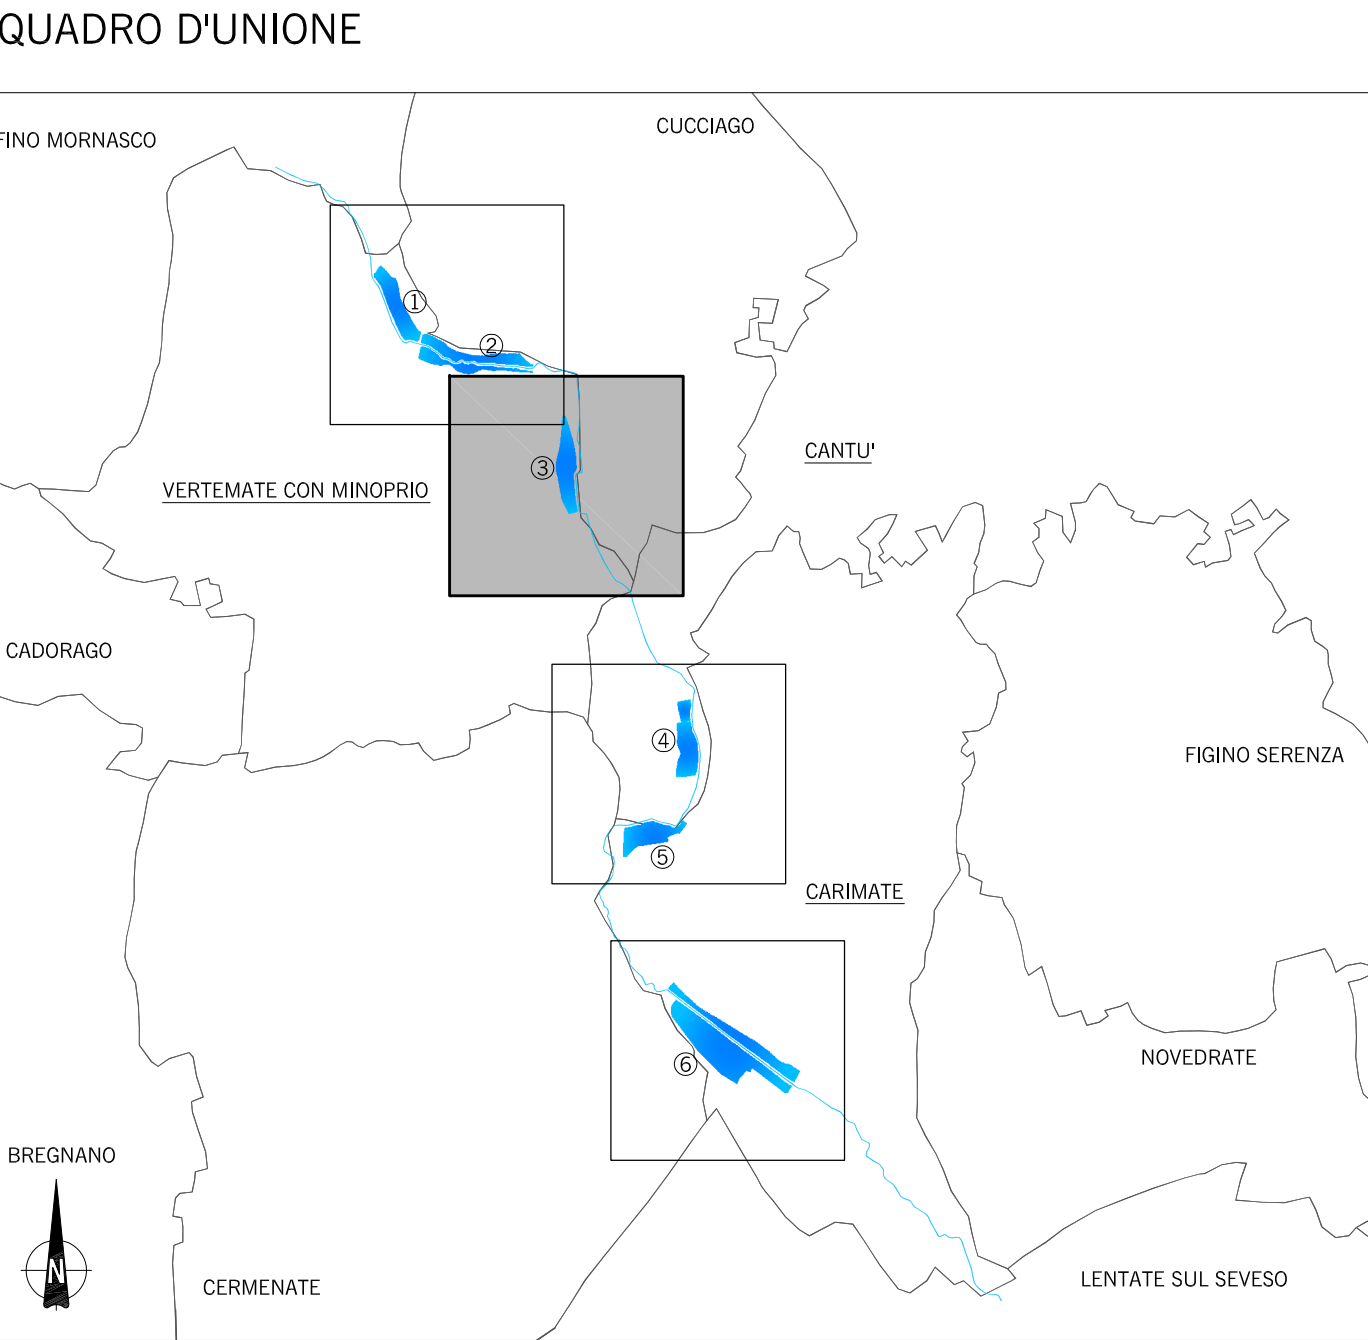 QUADRO D'UNIONE
CUCCIAGO
FINO MORNASCO
1
2
CANTU'
3
VERTEMATE CON MINOPRIO
CADORAGO
4
FIGINO SERENZA
5
CARIMATE
NOVEDRATE
6
BREGNANO
N
LENTATE SUL SEVESO
CERMENATE